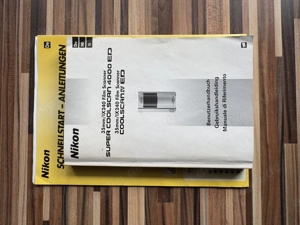 Nikon
SCHNELLSTART - ANLEITUNGEN
Nikon
35mm/IX240 Film Scanner
SUPER COOLSCAN 4000 ED
35mm/IX240 Film Scanner
COOLSCAN IV ED
Benutzerhandbuch
Gebruikshandleiding
Manuale di Riferimento